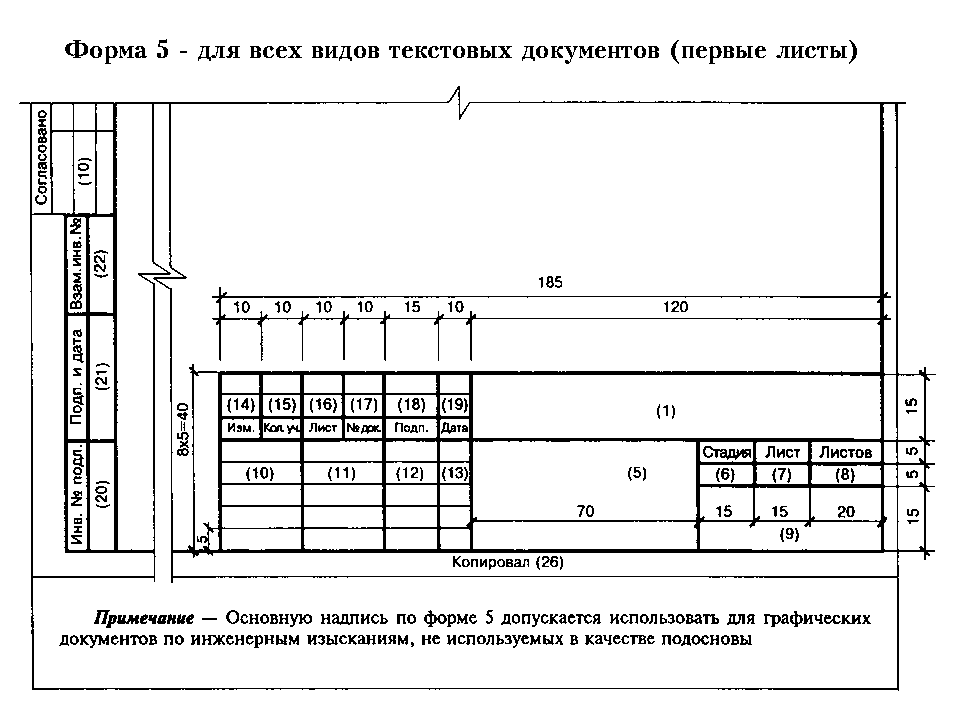 Форма 5 - для всех видов текстовых документов (первые листы)
Согласовано
(10)
Взам. инв. №
(22)
Подп. и дата
(21)
Инв. № подл.
(20)
185
10 10 10 10 15 10 120
8x5=40
5
(14) (15) (16) (17) (18) (19)
Изм. Кол. уч. Лист № док. Подп. Дата
(10) (11) (12) (13)
(1)
(5)
Стадия Лист Листов
(6) (7) (8)
70 15 15 20
(9)
15
5
5
15
Копировал (26)
Примечание — Основную надпись по форме 5 допускается использовать для графических
документов по инженерным изысканиям, не используемых в качестве подосновы